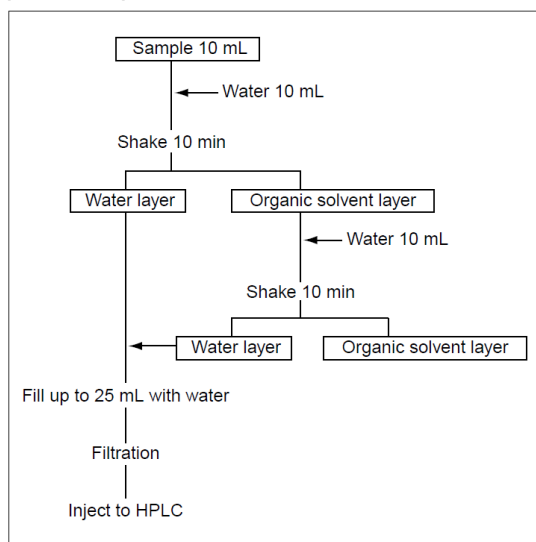 Sample 10 mL
Water 10 mL
Shake 10 min
Water layer
Organic solvent layer
Water 10 mL
Shake 10 min
Water layer
Organic solvent layer
Fill up to 25 mL with water
Filtration
Inject to HPLC